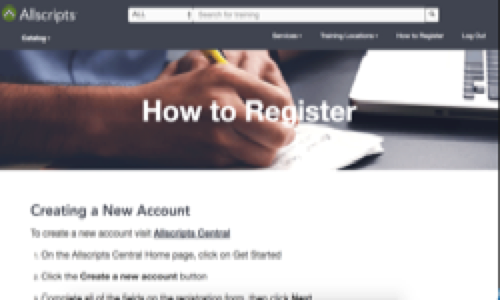 Allscripts
ALL
Search for training
Catalog
Services
Training Locations
How to Register
Log Out
How to Register
Creating a New Account
To create a new account visit Allscripts Central
1. On the Allscripts Central Home page, click on Get Started
2. Click the Create a new account button
3. Complete all of the fields on the registration form, then click Next